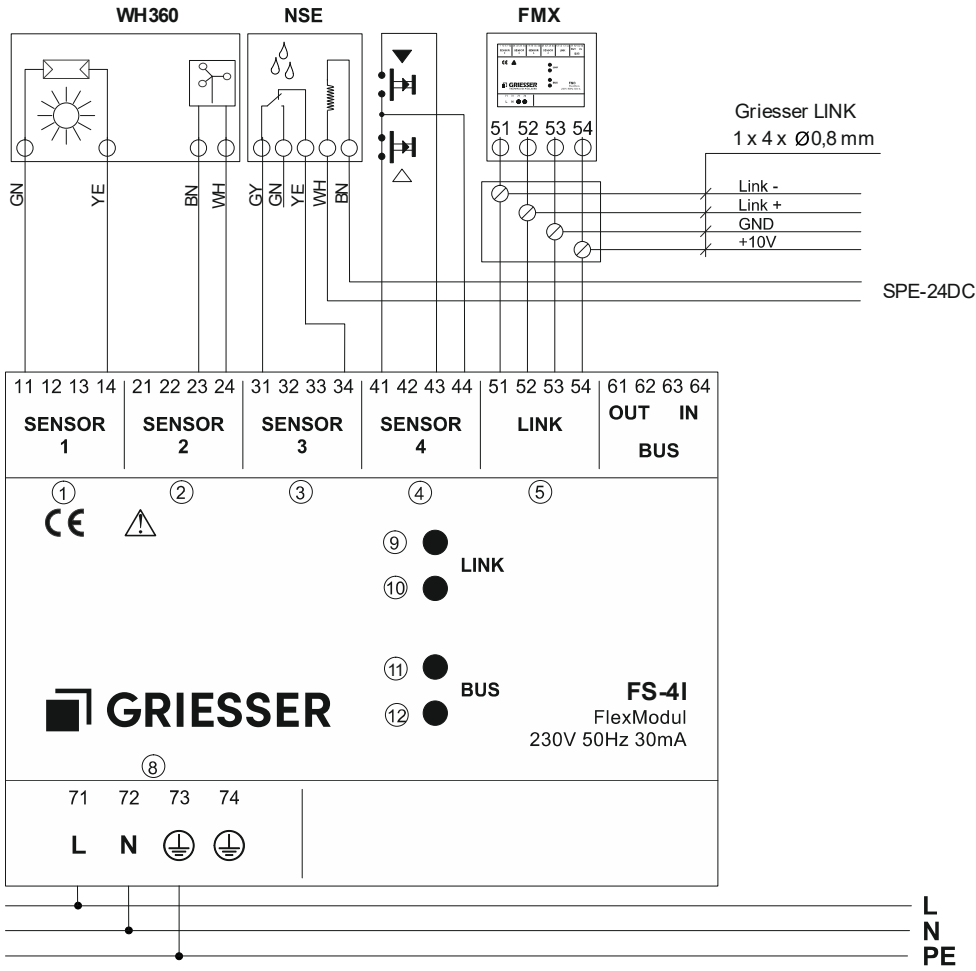 WH360 NSE FMX
GRIESSER
51 52 53 54
Griesser LINK
1 x 4 x Ø0,8 mm
Link -
Link +
GND
+10V
GN YE BN WH GY GN YE WH BN
SPE-24DC
11 12 13 14 21 22 23 24 31 32 33 34 41 42 43 44 51 52 53 54 61 62 63 64
SENSOR 1
SENSOR 2
SENSOR 3
SENSOR 4
LINK
OUT IN
BUS
1 2 3 4 5
CE
9
LINK
10
11
BUS
12
GRIESSER
FS-4I
FlexModul
230V 50Hz 30mA
8
71 72 73 74
L N
L
N
PE